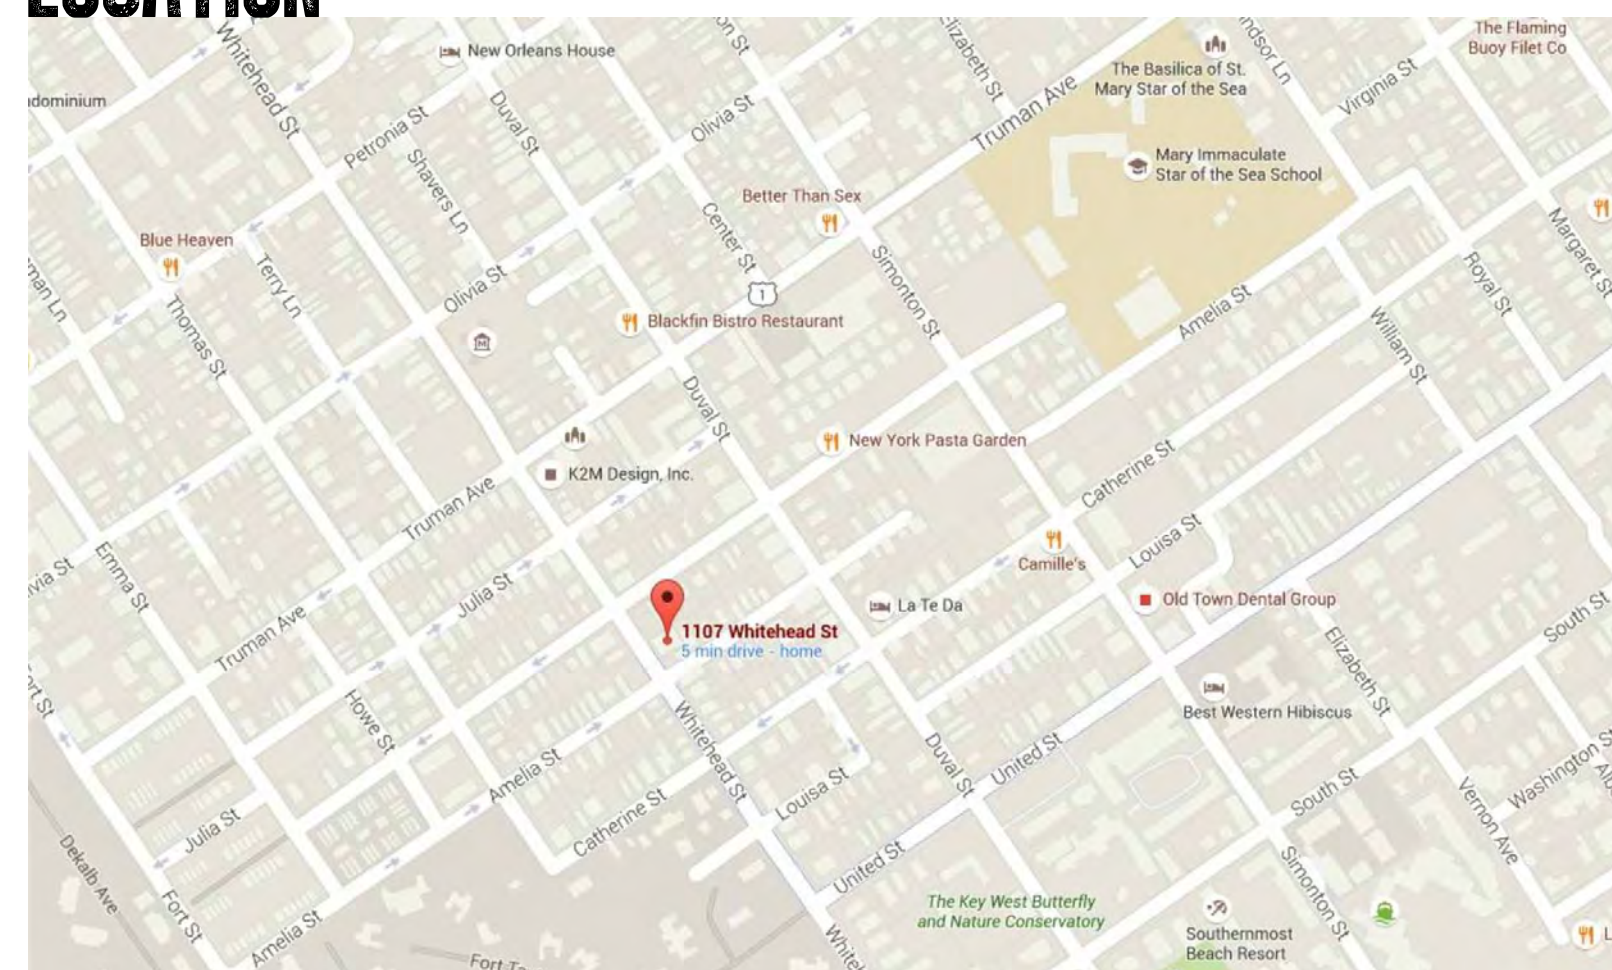 LOCATION
Whitehead St
New Orleans House
Elizabeth St
The Flaming
Buoy Filet Co
The Basilica of St.
Mary Star of the Sea
Virginia St
Truman Ave
Duval St
Olivia St
Petronia St
Shavers Ln
Mary Immaculate
Star of the Sea School
Better Than Sex
Center St
Blue Heaven
Terry Ln
Margaret St
Simonton St
Royal St
Olivia St
1
Thomas St
Blackfin Bistro Restaurant
Amelia St
William St
Duval St
New York Pasta Garden
K2M Design, Inc.
Catherine St
Truman Ave
Louisa St
Camille's
Emma St
Julia St
Old Town Dental Group
La Te Da
South St
Truman Ave
1107 Whitehead St
5 min drive - home
Elizabeth St
Howe St
Best Western Hibiscus
Whitehead St
Duval St
United St
Washington St
Amelia St
Louisa St
South St
Vernon Ave
Catherine St
Julia St
United St
Dekalb Ave
Simonton St
Fort St
The Key West Butterfly
and Nature Conservatory
Amelia St
Southernmost
Beach Resort